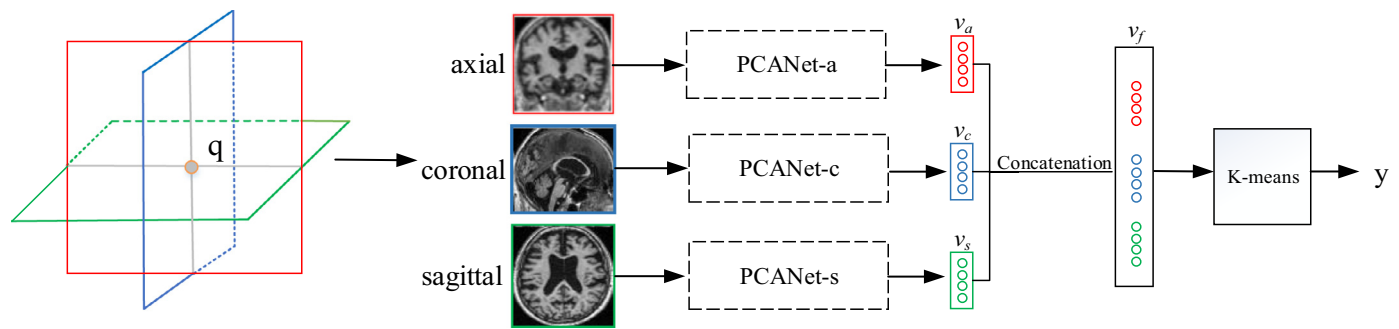 q
axial
PCANet-a
v_a
coronal
PCANet-c
v_c
Concatenation
sagittal
PCANet-s
v_s
v_f
K-means
y